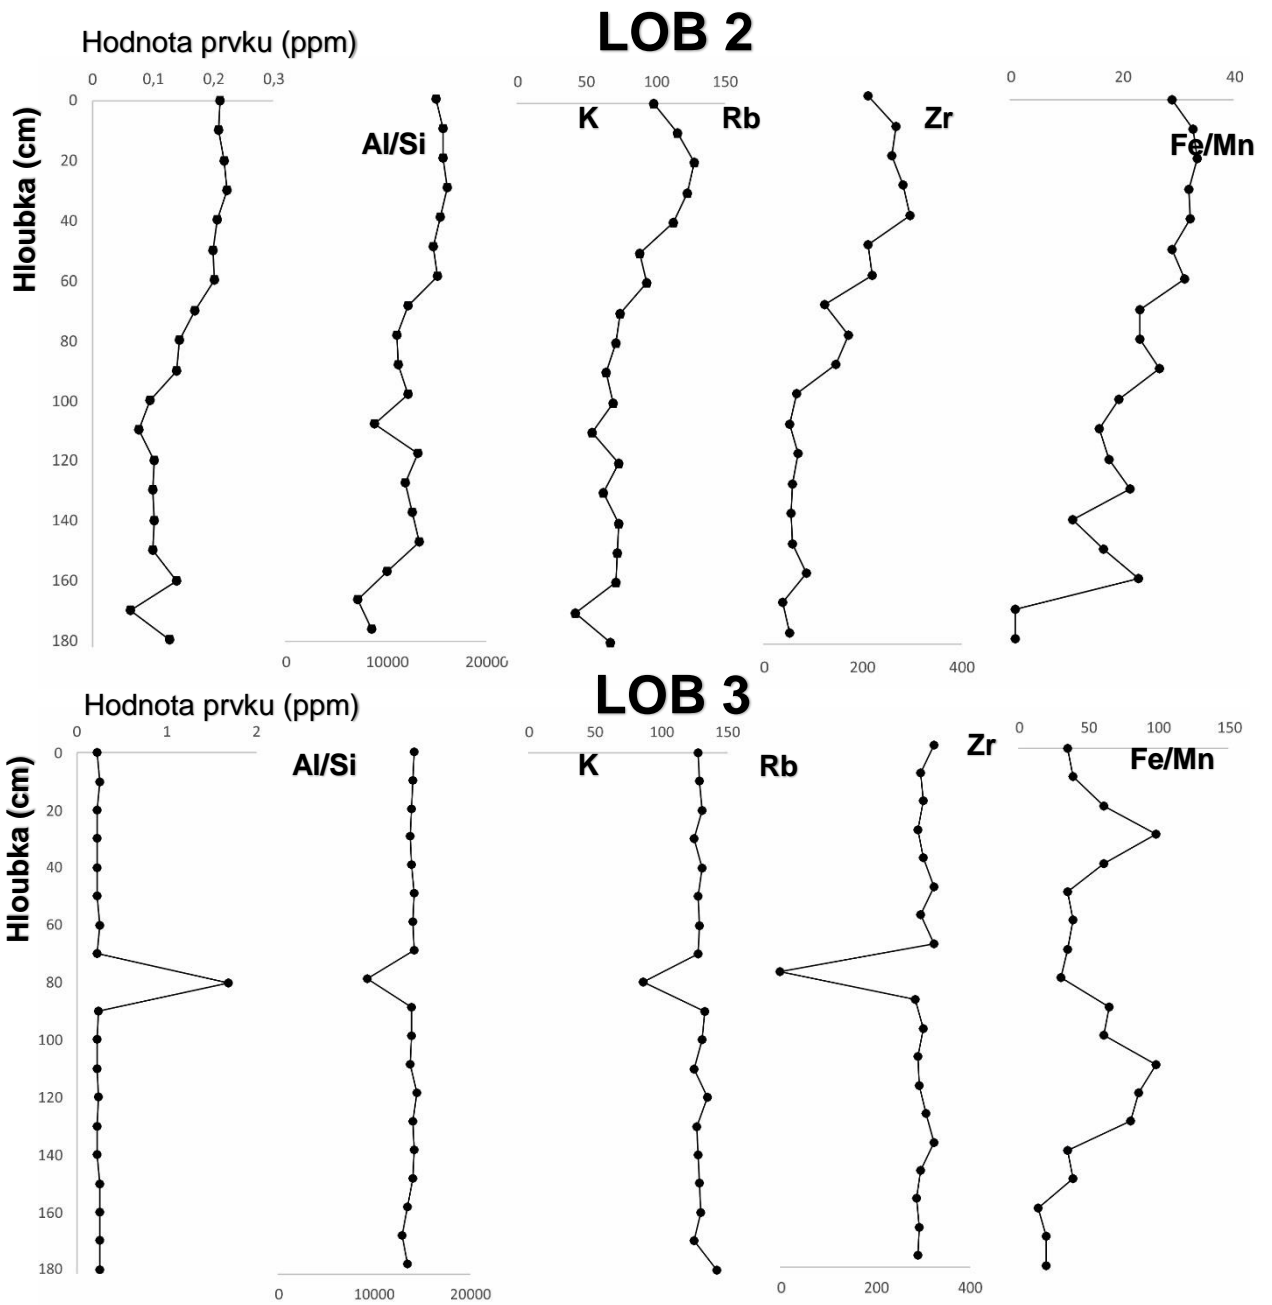 LOB 2
Hodnota prvku (ppm)
0 0,1 0,2 0,3
0 50 100 150
0 20 40
Al/Si
K
Rb
Zr
Fe/Mn
Hloubka (cm)
0
20
40
60
80
100
120
140
160
180
0 10000 20000
0 200 400
LOB 3
Hodnota prvku (ppm)
0 1 2
0 50 100 150
0 50 100 150
Al/Si
K
Rb
Zr
Fe/Mn
Hloubka (cm)
0
20
40
60
80
100
120
140
160
180
0 10000 20000
0 200 400